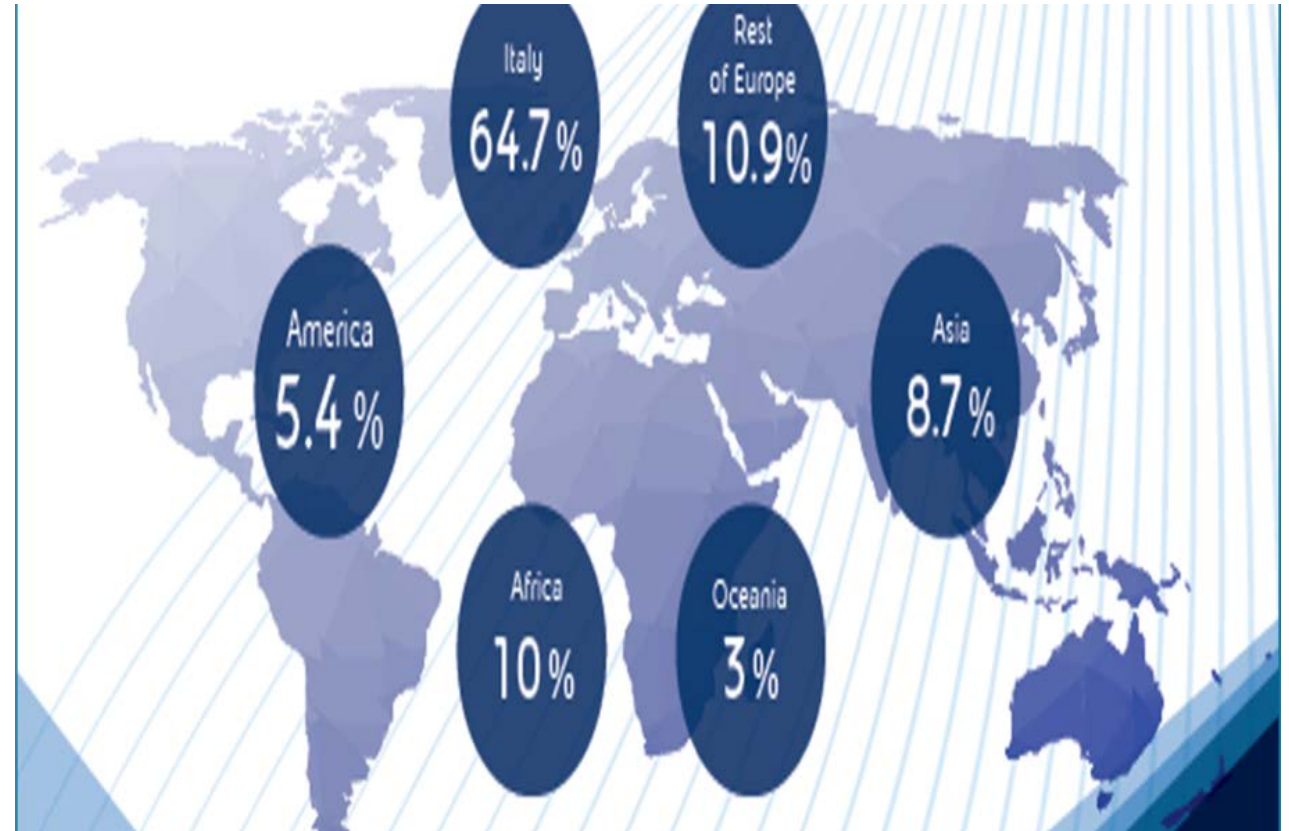 Italy
64.7%
Rest
of Europe
10.9%
America
5.4 %
Asia
8.7 %
Africa
10 %
Oceania
3 %